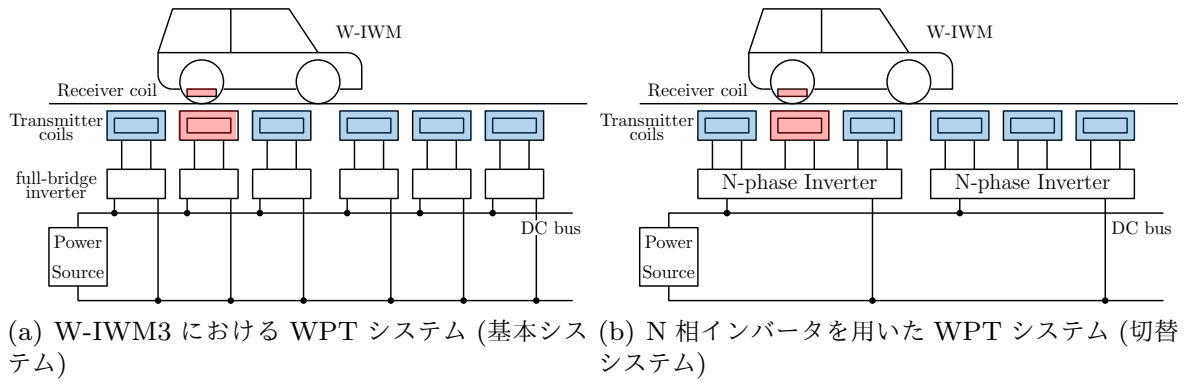 W-IWM
Receiver coil
Transmitter
coils
full-bridge
inverter
DC bus
Power
Source
(a) W-IWM3 における WPT システム (基本シス
テム)
W-IWM
Receiver coil
Transmitter
coils
N-phase Inverter
N-phase Inverter
DC bus
Power
Source
(b) N 相インバータを用いた WPT システム (切替
システム)